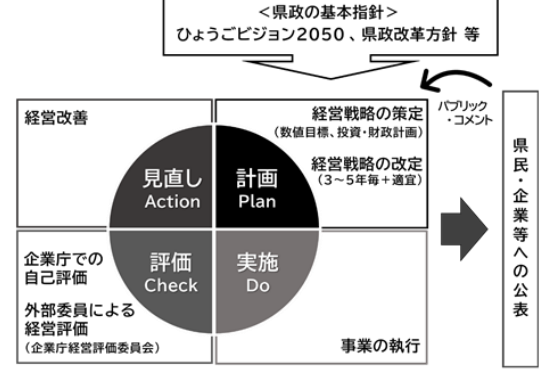 ＜県政の基本指針＞
ひょうごビジョン2050、県政改革方針 等
パブリック
・コメント
経営改善
経営戦略の策定
（数値目標、投資・財政計画）
経営戦略の改定
（3～5年毎＋適宜）
見直し
Action
計画
Plan
評価
Check
実施
Do
企業庁での
自己評価
外部委員による
経営評価
（企業庁経営評価委員会）
事業の執行
県民・企業等への公表